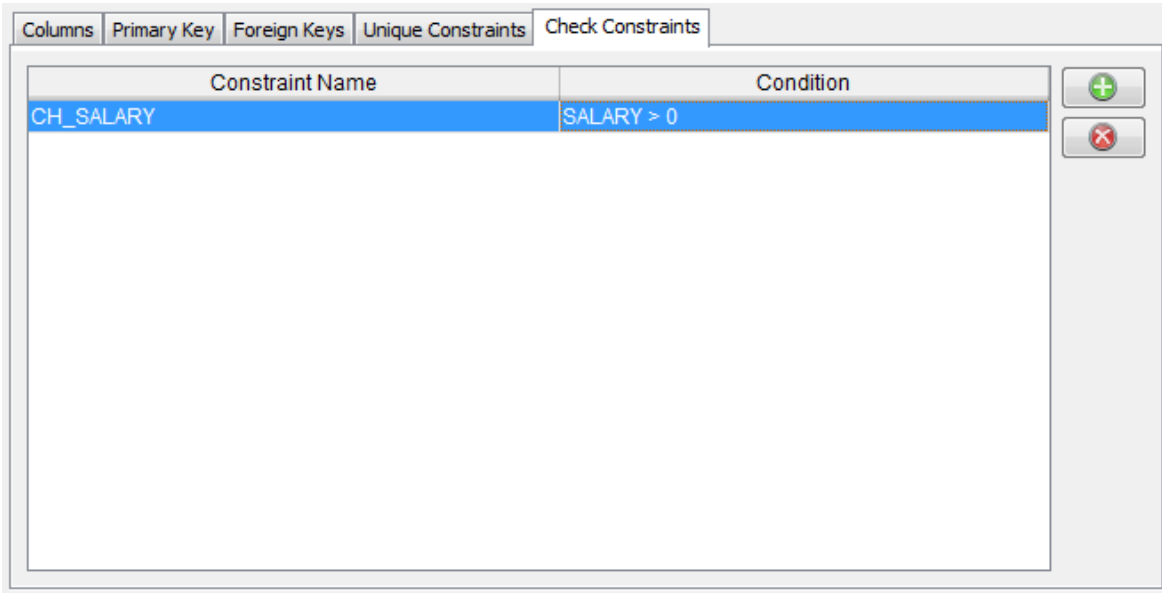 Columns Primary Key Foreign Keys Unique Constraints Check Constraints
Constraint Name Condition
CH_SALARY SALARY > 0